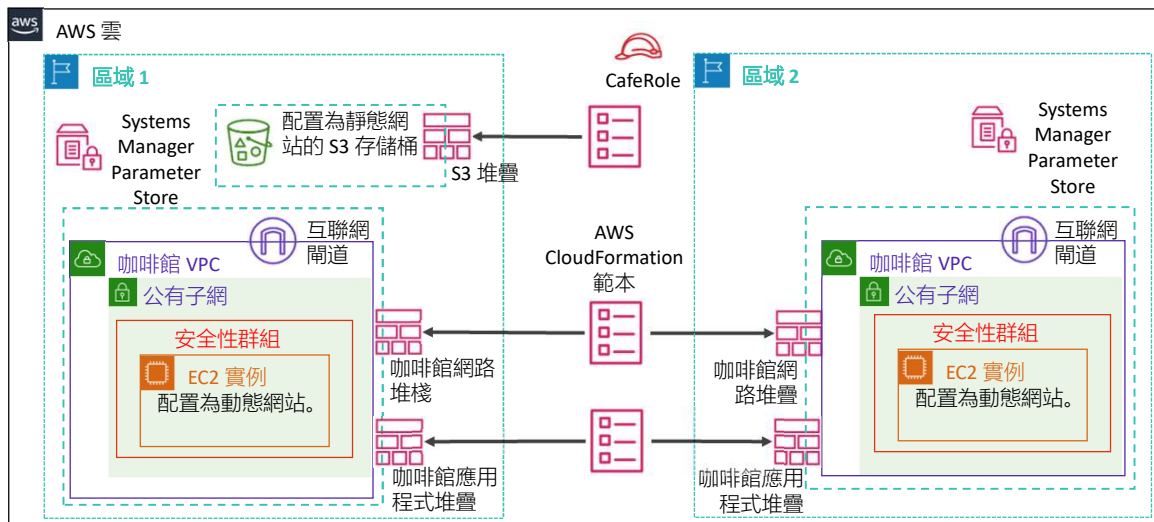 aws
AWS 雲
區域 1
Systems
Manager
Parameter
Store
配置為靜態網
站的 S3 存儲桶
S3 堆疊
CafeRole
區域 2
Systems
Manager
Parameter
Store
互聯網
閘道
咖啡館 VPC
公有子網
安全性群組
EC2 實例
配置為動態網站。
咖啡館網路
堆棧
咖啡館應用
程式堆疊
AWS
CloudFormation
範本
互聯網
閘道
咖啡館 VPC
公有子網
安全性群組
EC2 實例
配置為動態網站。
咖啡館網
路堆疊
咖啡館應用
程式堆疊